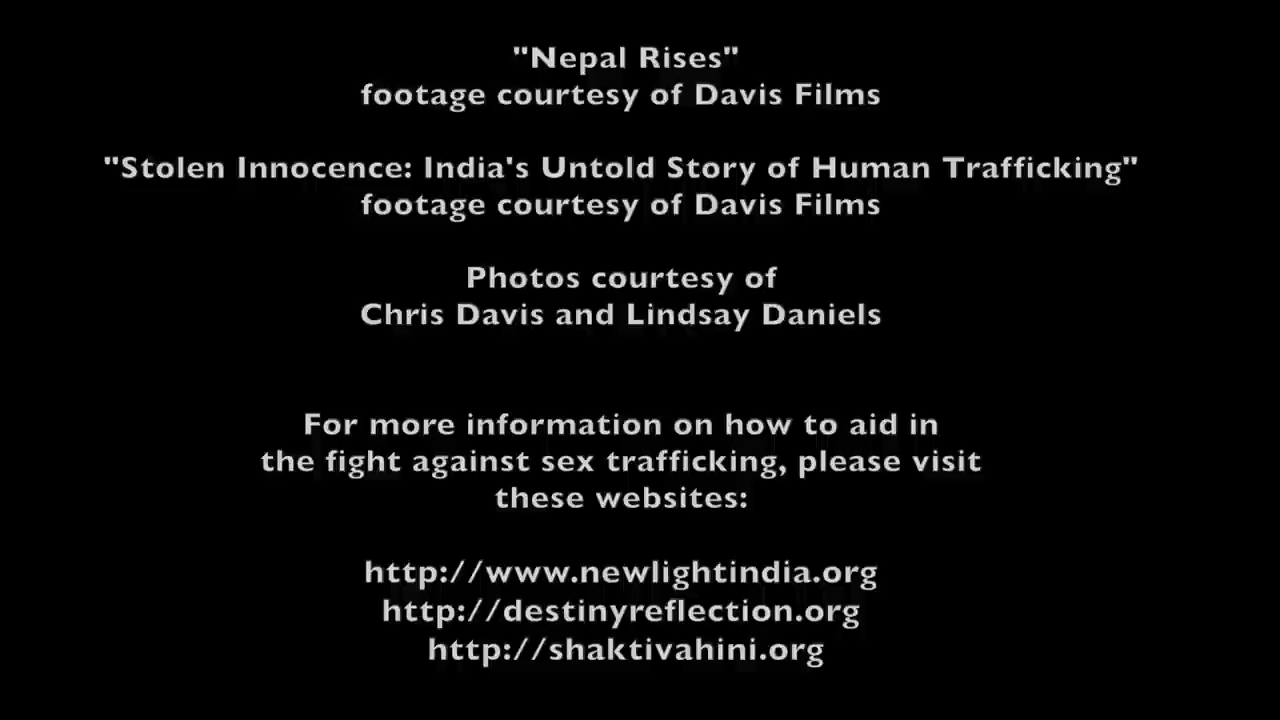 "Nepal Rises"
footage courtesy of Davis Films
"Stolen Innocence: India's Untold Story of Human Trafficking"
footage courtesy of Davis Films
Photos courtesy of
Chris Davis and Lindsay Daniels
For more information on how to aid in
the fight against sex trafficking, please visit
these websites:
http://www.newlightindia.org
http://destinyreflection.org
http://shaktivahini.org